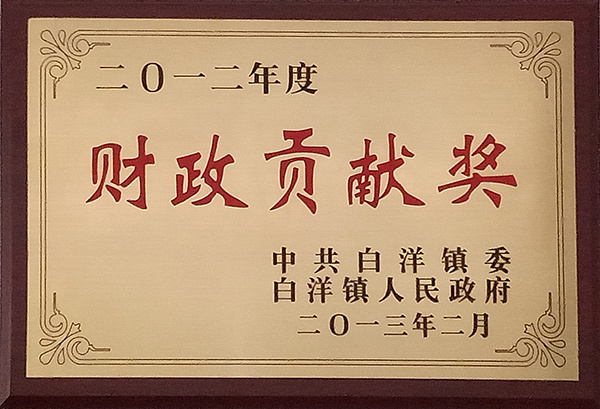 二〇一二年度
财政贡献奖
中共白洋镇委
白洋镇人民政府
二〇一三年二月